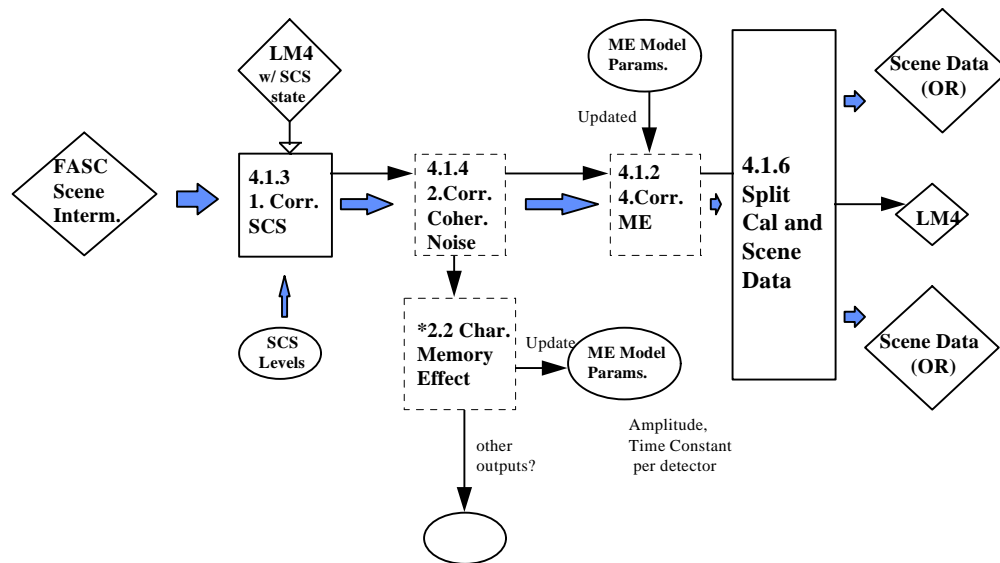 LM4
w/ SCS
state
ME Model
Params.
Scene Data
(OR)
Updated
FASC
Scene
Interm.
4.1.3
1. Corr.
SCS
4.1.4
2.Corr.
Coher.
Noise
4.1.2
4.Corr.
ME
4.1.6
Split
Cal and
Scene
Data
LM4
SCS
Levels
*2.2 Char.
Memory
Effect
Update
ME Model
Params.
Scene Data
(OR)
Amplitude,
Time Constant
per detector
other
outputs?